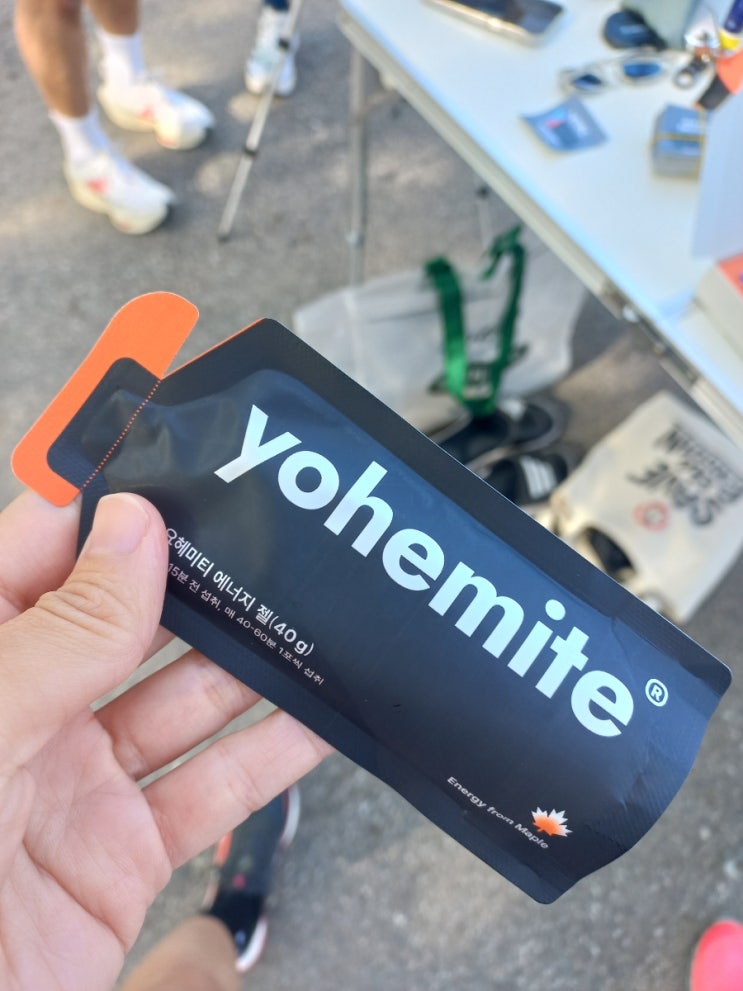 yohemite®
요헤미티 에너지 젤(40g)
15분 전 섭취, 매 40-60분 1포씩 섭취
Energy from Maple
SAVE